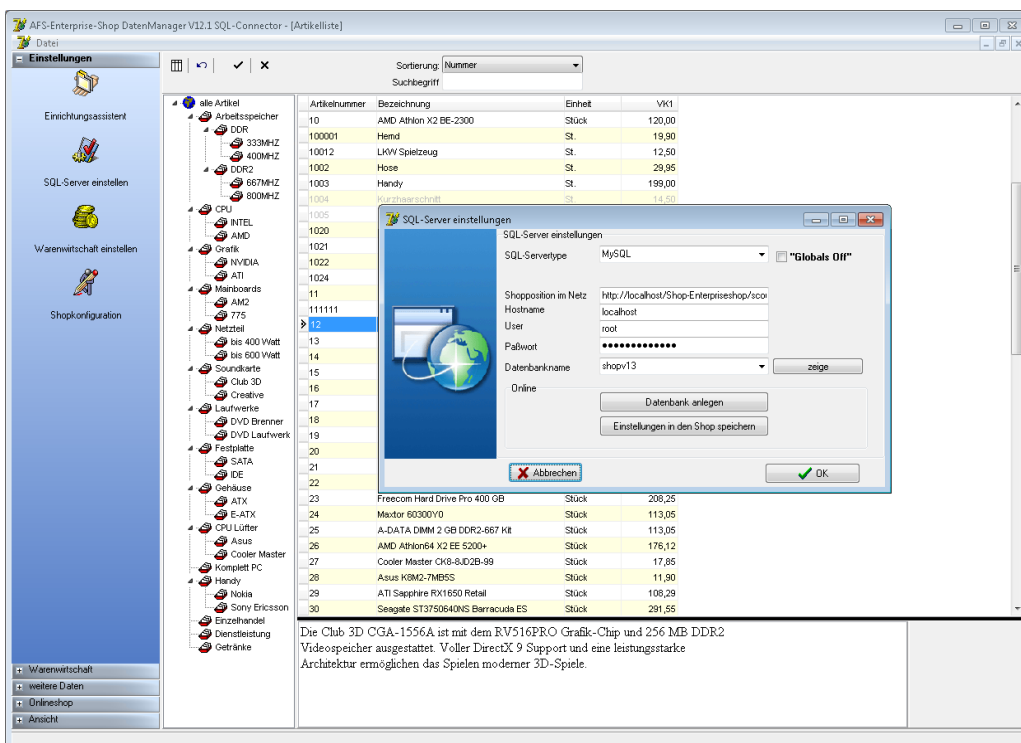 AFS-Enterprise-Shop DatenManager V12.1 SQL-Connector - [Artikelliste]
Datei
Einstellungen
Einrichtungsassistent
SQL-Server einstellen
Warenwirtschaft einstellen
Shopkonfiguration
Warenwirtschaft
weitere Daten
Onlineshop
Ansicht
Sortierung: Nummer
Suchbegriff
alle Artikel
Arbeitsspeicher
DDR
333MHZ
400MHZ
DDR2
667MHZ
800MHZ
CPU
INTEL
AMD
Grafik
NVIDIA
ATI
Mainboards
AM2
775
Netzteil
bis 400 Watt
bis 600 Watt
Soundkarte
Club 3D
Creative
Laufwerke
DVD Brenner
DVD Laufwerk
Festplatte
SATA
IDE
Gehäuse
ATX
E-ATX
CPU Lüfter
Asus
Cooler Master
Komplett PC
Handy
Nokia
Sony Ericsson
Einzelhandel
Dienstleistung
Getränke
Artikelnummer Bezeichnung Einheit VK1
10 AMD Athlon X2 BE-2300 Stück 120,00
100001 Hemd St. 19,90
10012 LKW Spielzeug St. 12,50
1002 Hose St. 29,95
1003 Handy St. 199,00
1004 Kurzhaarschnitt St. 14,50
1005
1020
1021
1022
1024
11
111111
12
13
14
15
16
17
18
19
20
21
22
23 Freecom Hard Drive Pro 400 GB Stück 208,25
24 Maxtor 60300Y0 Stück 113,05
25 A-DATA DIMM 2 GB DDR2-667 Kit Stück 113,05
26 AMD Athlon64 X2 EE 5200+ Stück 176,12
27 Cooler Master CK8-8JD2B-99 Stück 17,85
28 Asus K8M2-7MB5S Stück 11,90
29 ATI Sapphire RX1650 Retail Stück 108,29
30 Seagate ST3750640NS Barracuda ES Stück 291,55
SQL-Server einstellungen
SQL-Server einstellungen
SQL-Servertype MySQL "Globals Off"
Shopposition im Netz http://localhost/Shop-Enterpriseshop/scou
Hostname localhost
User root
Paßwort
Datenbankname shopv13 zeige
Online
Datenbank anlegen
Einstellungen in den Shop speichern
Abbrechen OK
Die Club 3D CGA-1556A ist mit dem RV516PRO Grafik-Chip und 256 MB DDR2
Videospeicher ausgestattet. Voller DirectX 9 Support und eine leistungsstarke
Architektur ermöglichen das Spielen moderner 3D-Spiele.